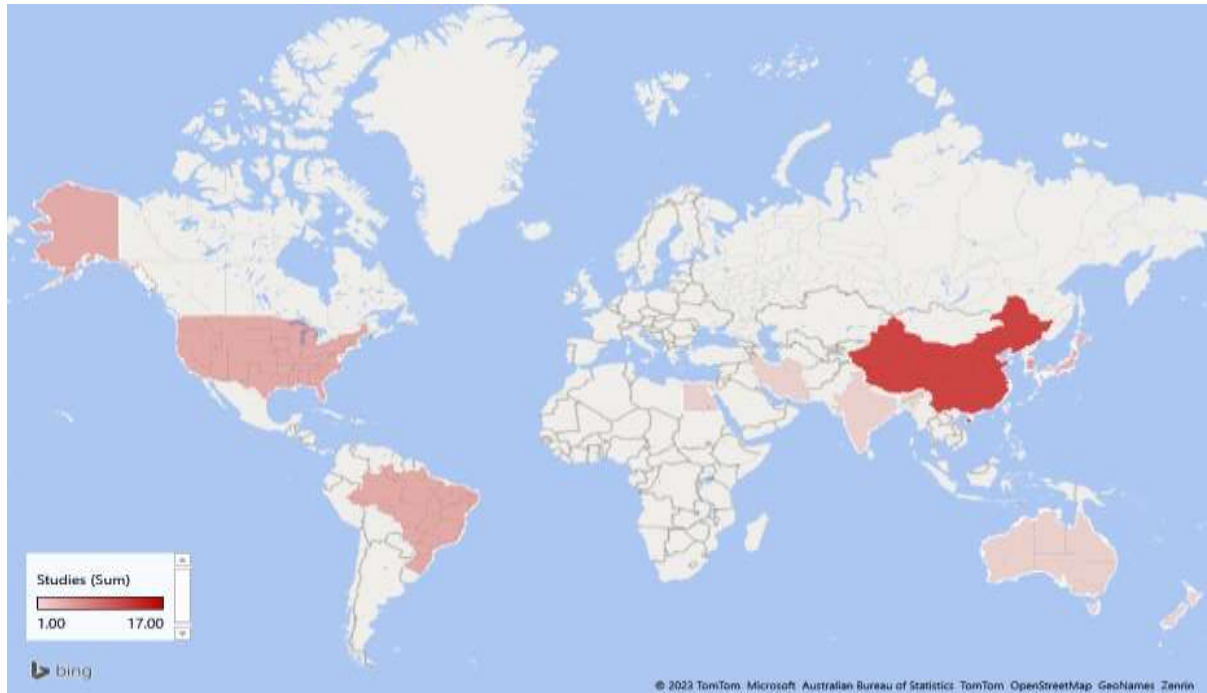 Studies (Sum)
1.00 17.00
bing
© 2023 TomTom Microsoft Australian Bureau of Statistics TomTom OpenStreetMap GeoNames Zenrin